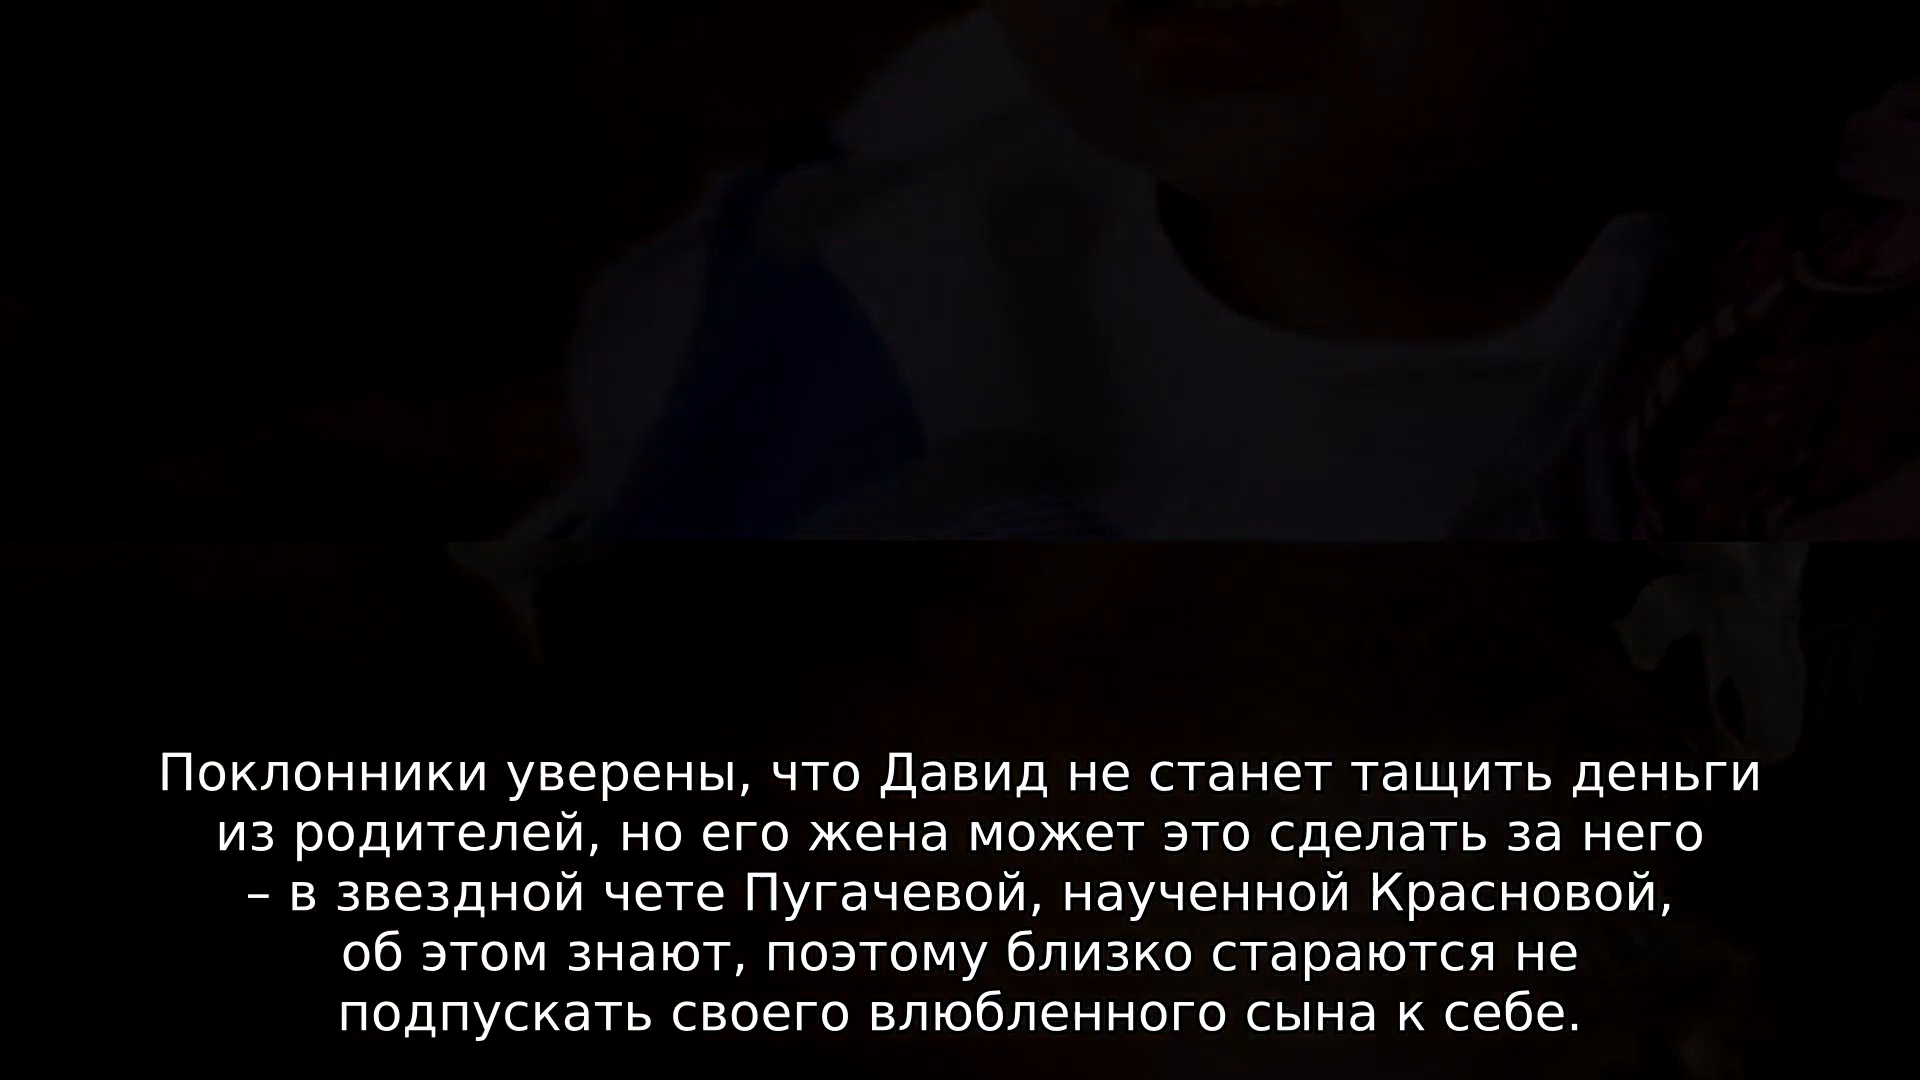 Поклонники уверены, что Давид не станет тащить деньги
из родителей, но его жена может это сделать за него
– в звездной чете Пугачевой, наученной Красновой,
об этом знают, поэтому близко стараются не
подпускать своего влюбленного сына к себе.